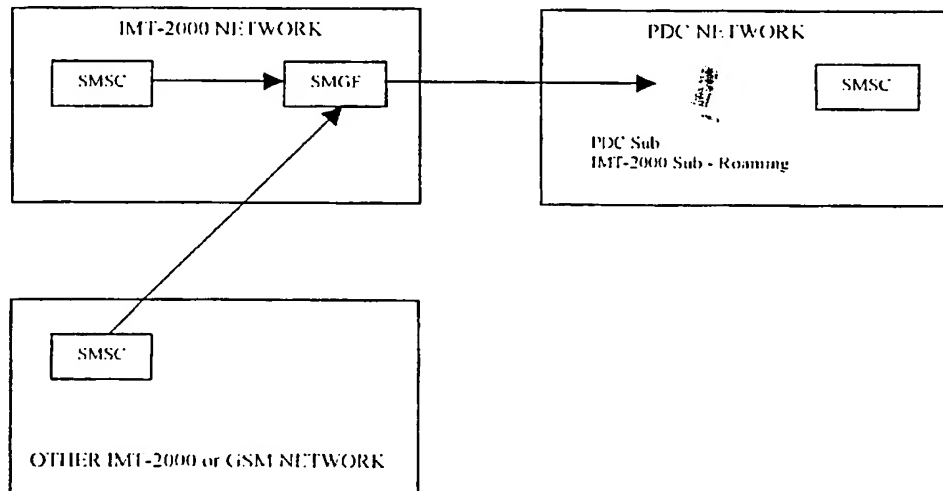 IMT-2000 NETWORK
SMSC
SMGF
PDC NETWORK
SMSC
PDC Sub
IMT-2000 Sub - Roaming
SMSC
OTHER IMT-2000 or GSM NETWORK